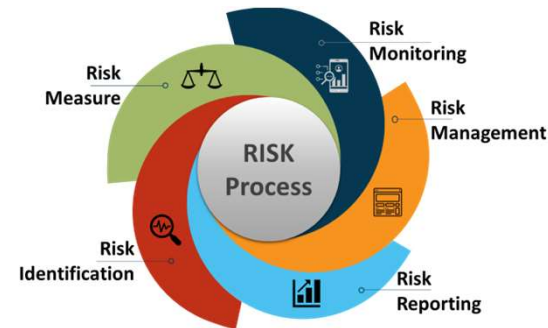 Risk
Monitoring
Risk
Measure
Risk
Management
RISK
Process
Risk
Identification
Risk
Reporting